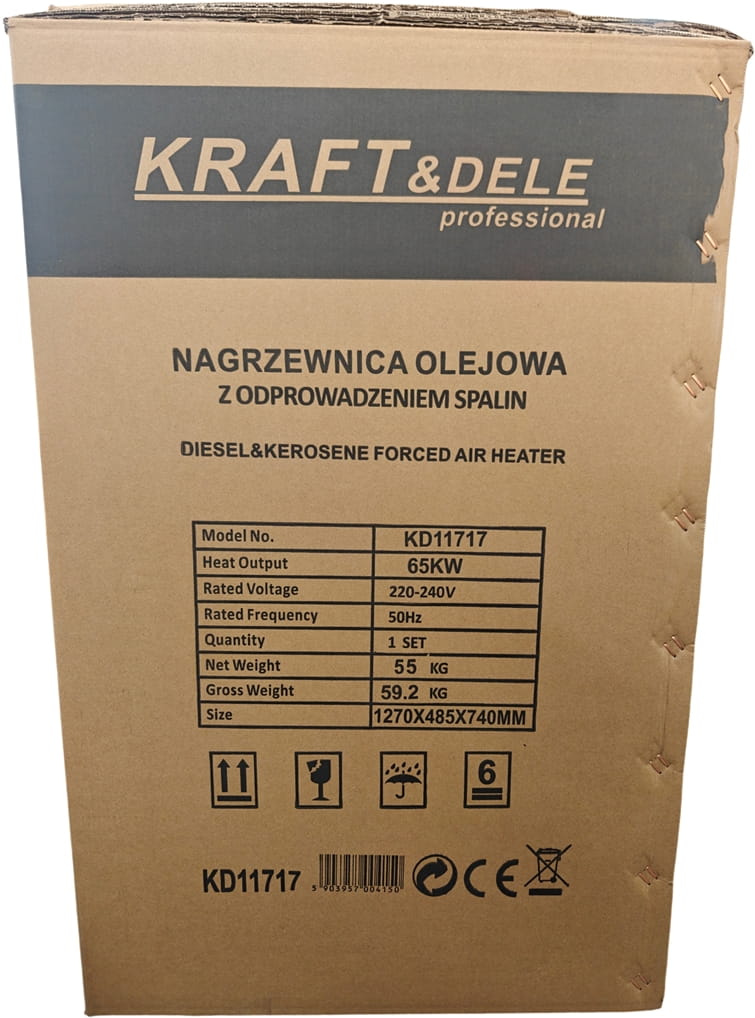 KRAFT&DELE
professional
NAGRZEWNICA OLEJOWA
Z ODPROWADZENIEM SPALIN
DIESEL&KEROSENE FORCED AIR HEATER
Model No. KD11717
Heat Output 65KW
Rated Voltage 220-240V
Rated Frequency 50Hz
Quantity 1 SET
Net Weight 55 KG
Gross Weight 59.2 KG
Size 1270X485X740MM
6
KD11717
5 903957 004150
CE